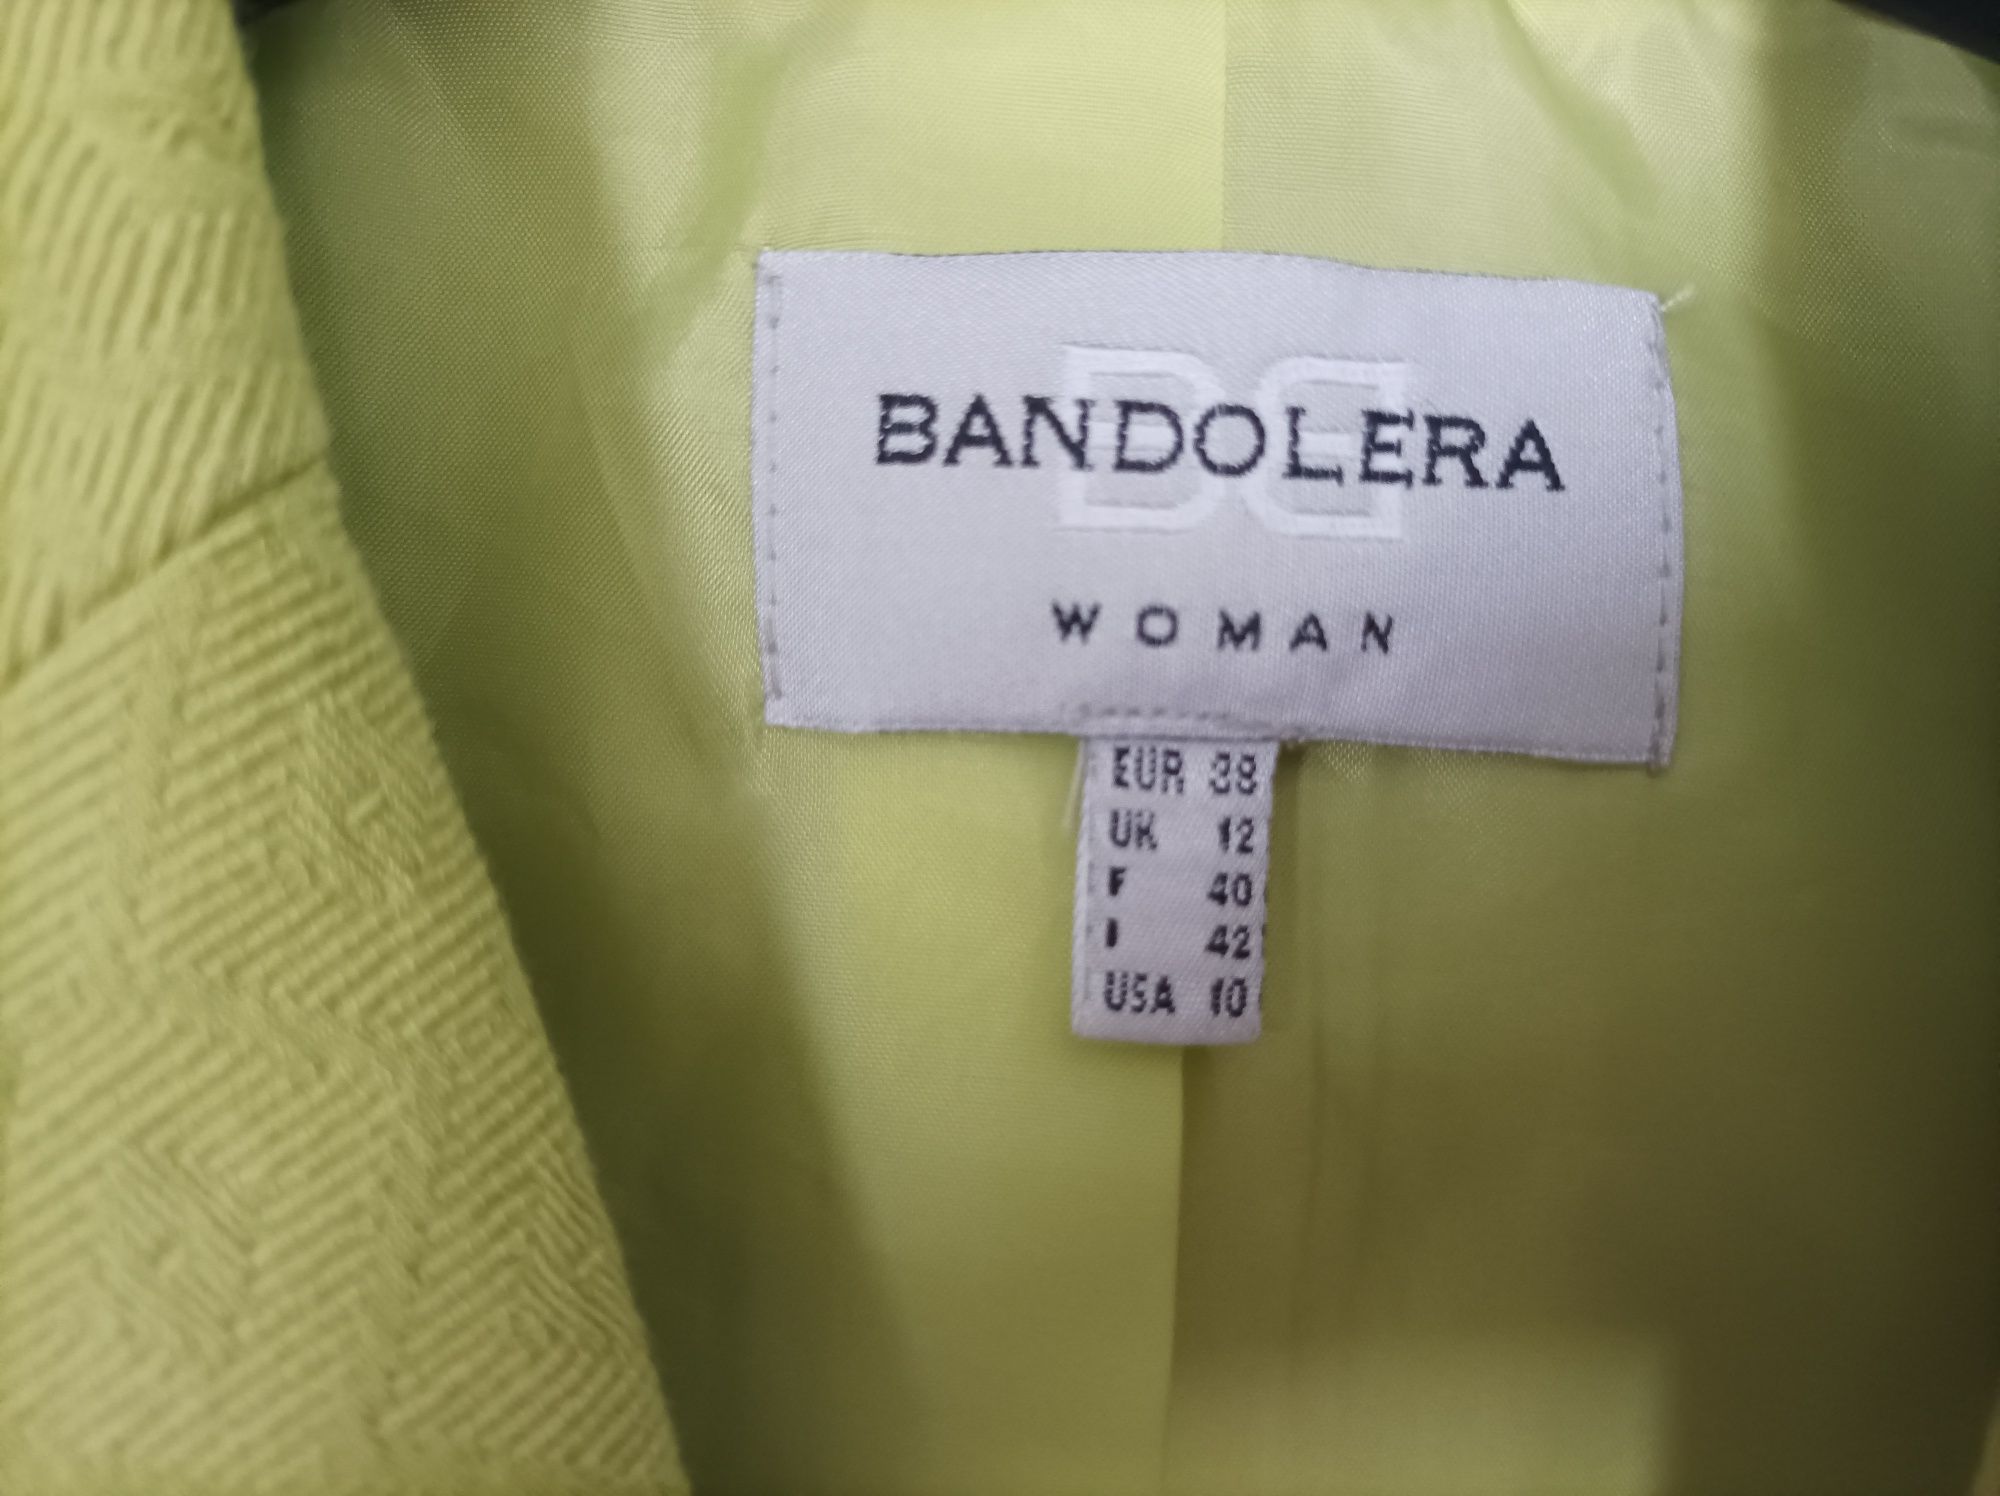 BANDOLERA
WOMAN
EUR 38
UK 12
F 40
I 42
USA 10